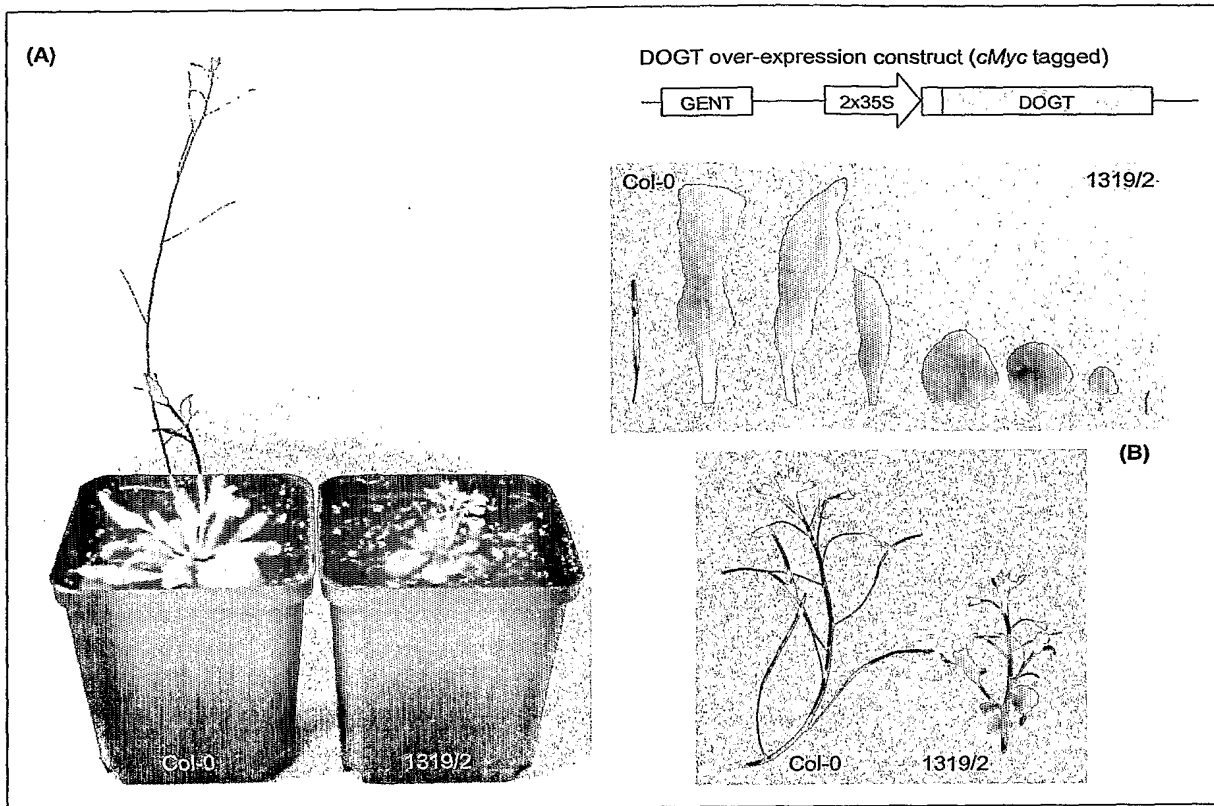 (A)
DOGT over-expression construct (cMyc tagged)
GENT 2x35S DOGT
Col-0 1319/2
(B)
Col-0 1319/2
Col-0 1319/2